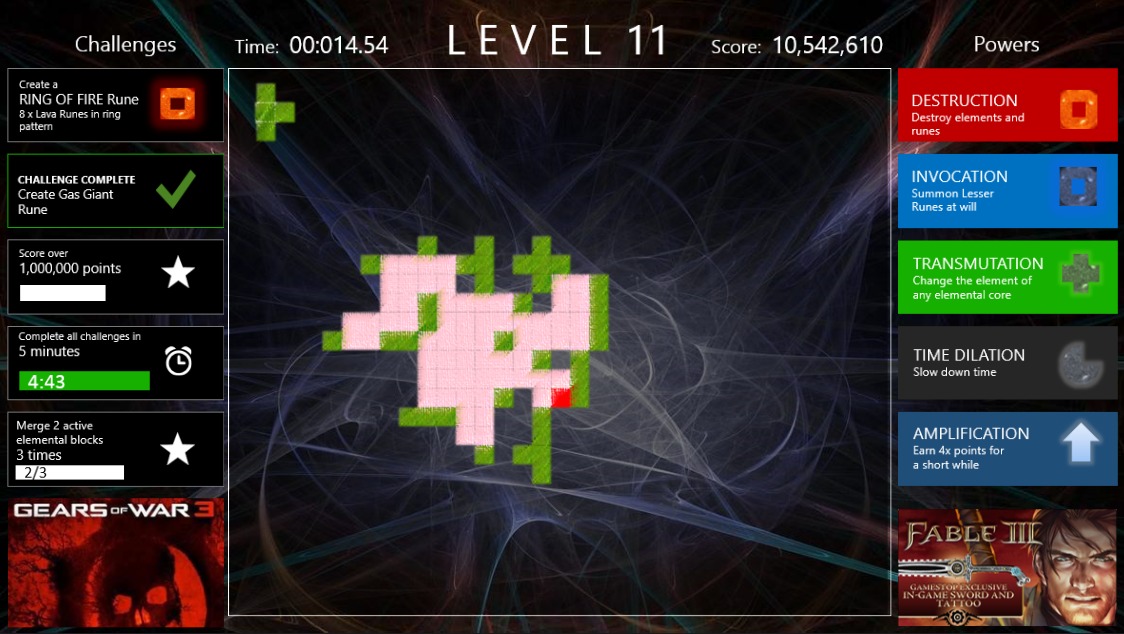 Challenges
Time: 00:014.54
LEVEL 11
Score: 10,542,610
Powers
Create a
RING OF FIRE Rune
8 x Lava Runes in ring
pattern
CHALLENGE COMPLETE
Create Gas Giant
Rune
Score over
1,000,000 points
Complete all challenges in
5 minutes
4:43
Merge 2 active
elemental blocks
3 times
2/3
GEARS OF WAR 3
DESTRUCTION
Destroy elements and
runes
INVOCATION
Summon Lesser
Runes at will
TRANSMUTATION
Change the element of
any elemental core
TIME DILATION
Slow down time
AMPLIFICATION
Earn 4x points for
a short while
FABLE III
GAMESTOP EXCLUSIVE
IN-GAME SWORD AND
TATTOO